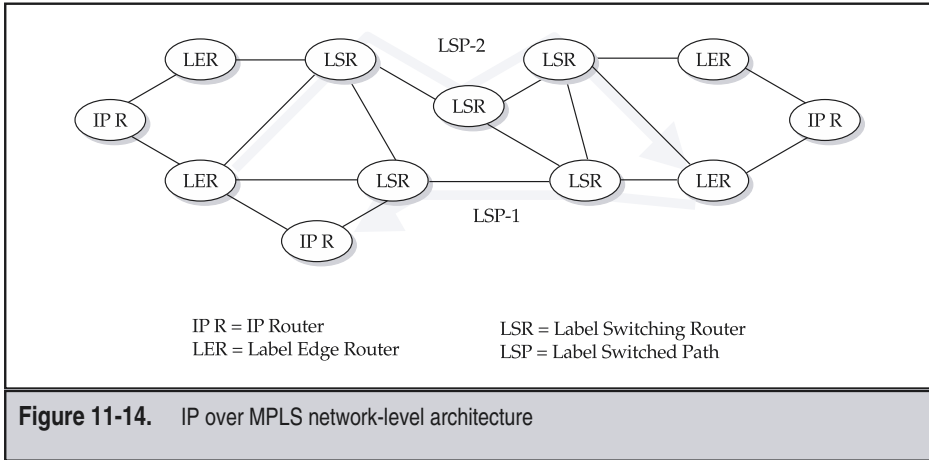 LSP-2
LER
LSR
LSR
LER
LSR
IP R
IP R
LER
LSR
LSR
LER
LSP-1
IP R
IP R = IP Router
LER = Label Edge Router
LSR = Label Switching Router
LSP = Label Switched Path
Figure 11-14. IP over MPLS network-level architecture